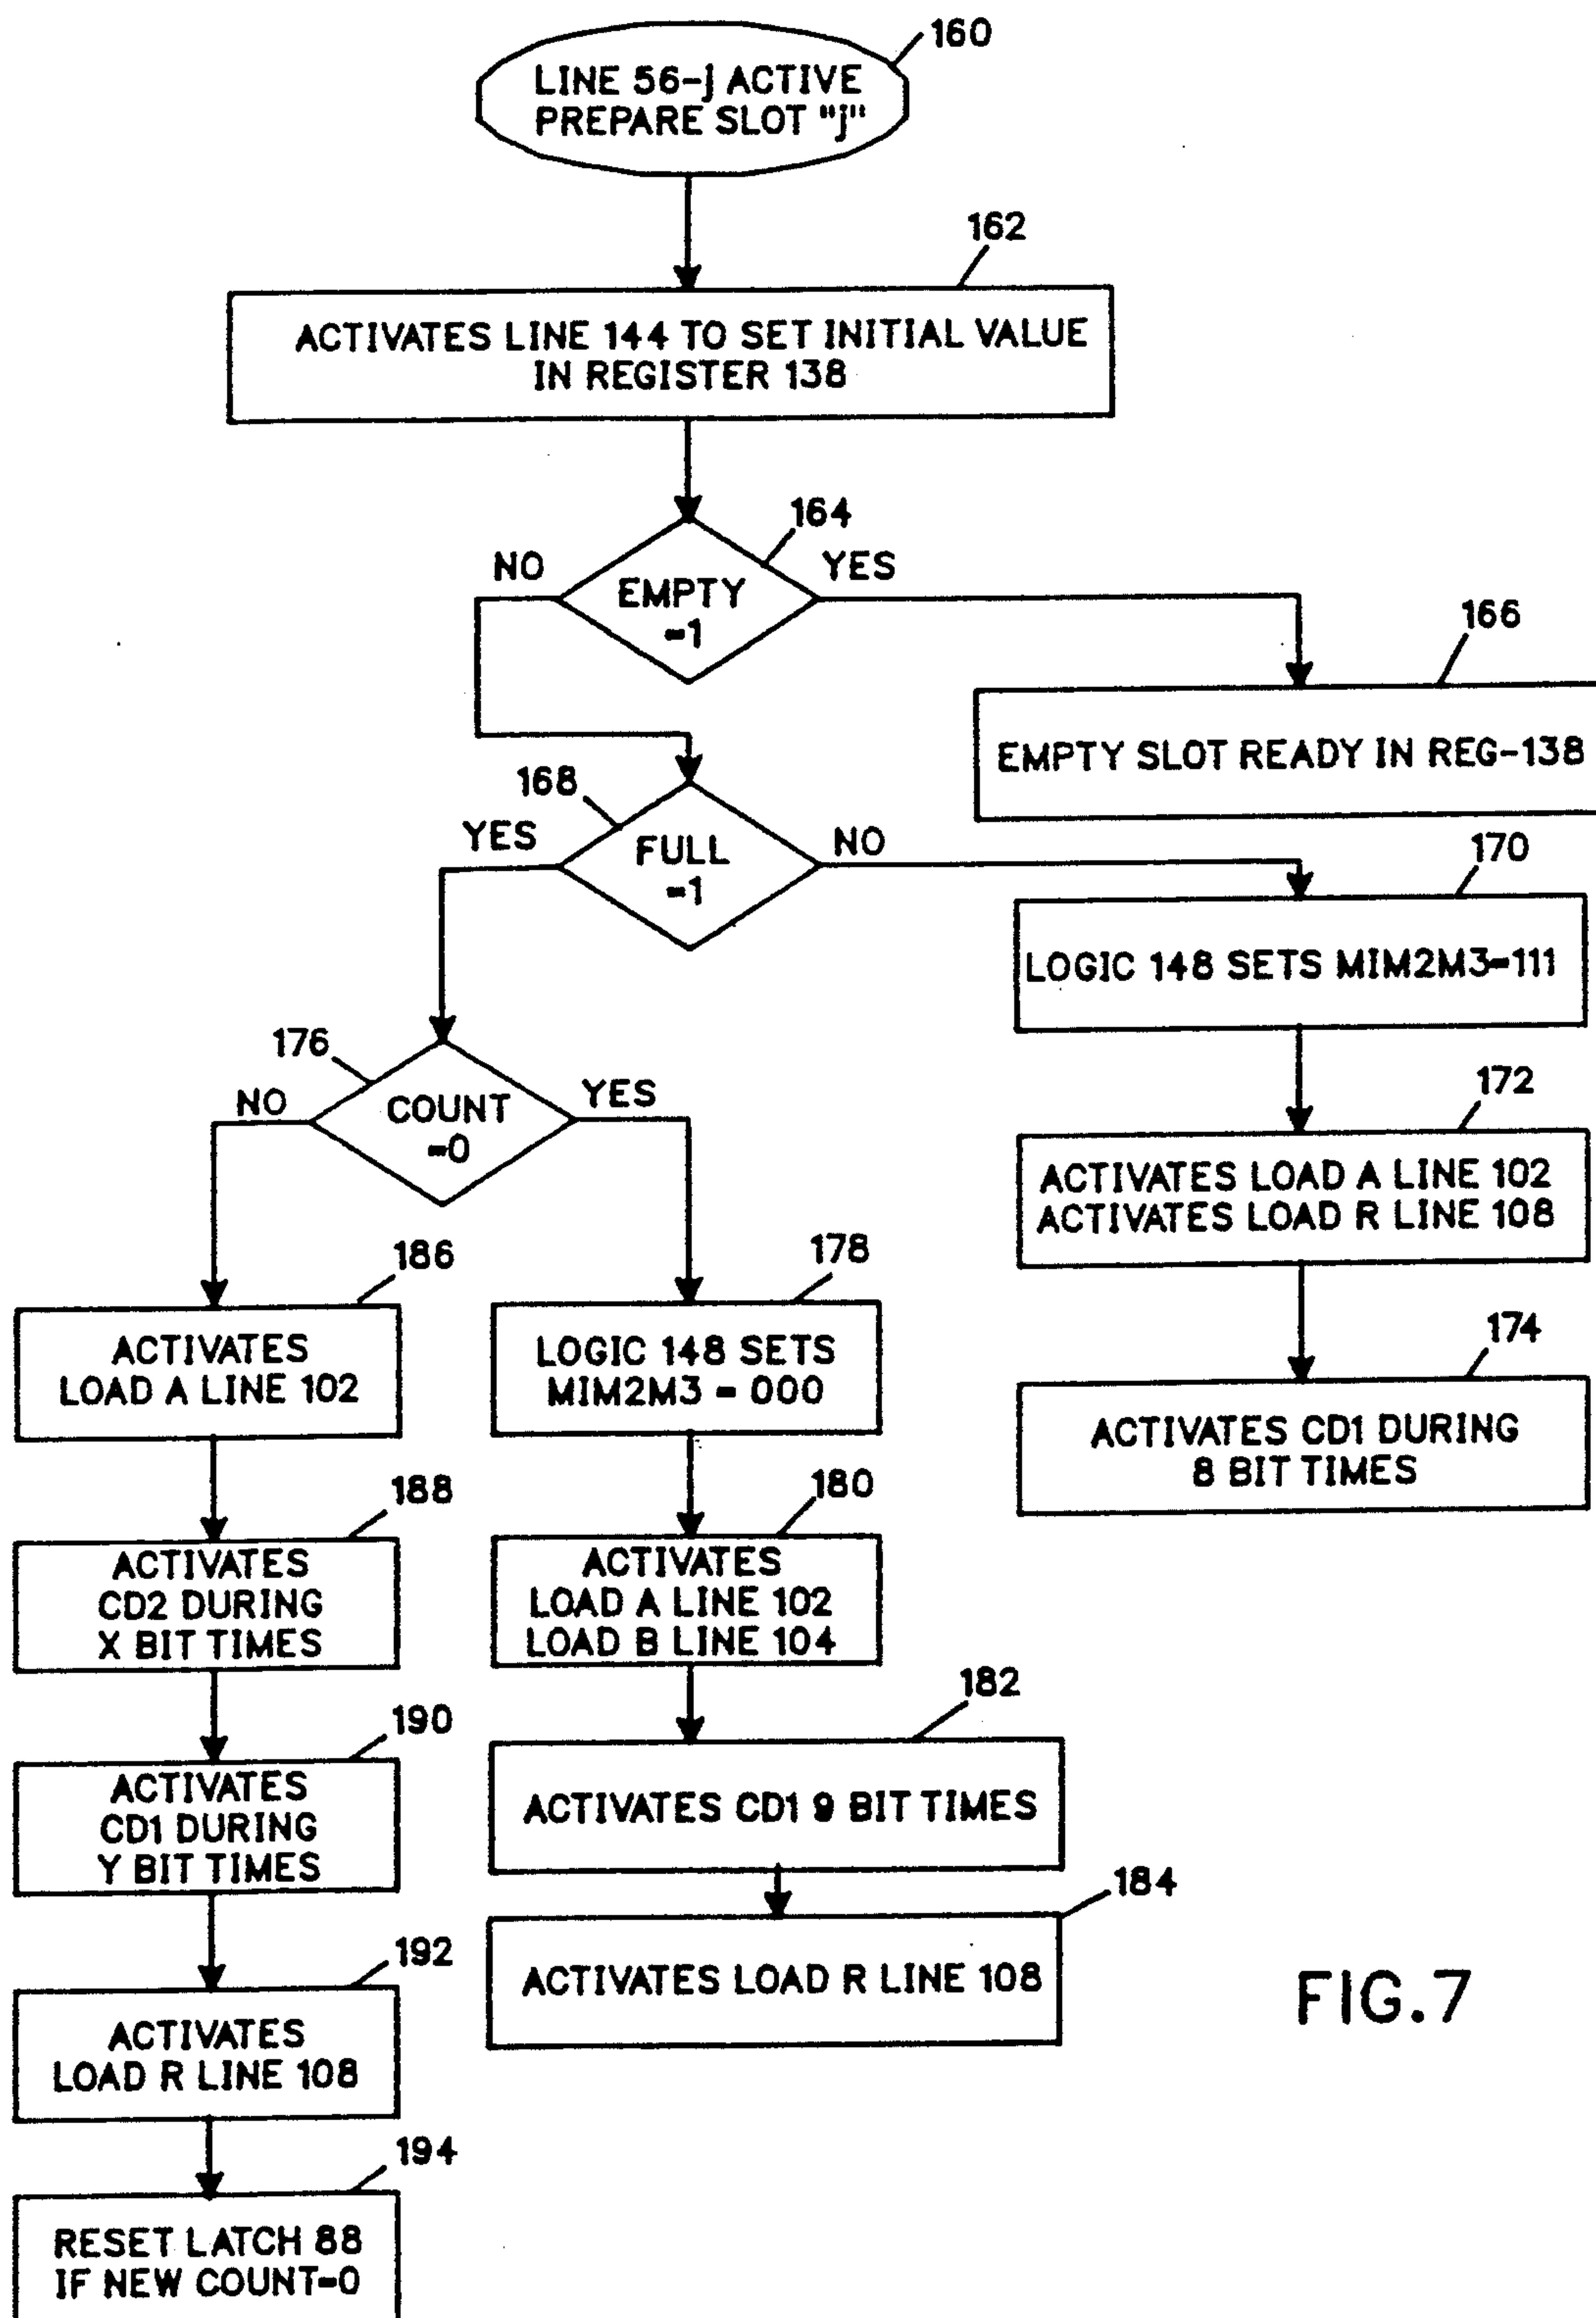 160
LINE 56-j ACTIVE
PREPARE SLOT "j"
162
ACTIVATES LINE 144 TO SET INITIAL VALUE
IN REGISTER 138
164
NO
YES
EMPTY
=1
166
EMPTY SLOT READY IN REG-138
168
YES
NO
FULL
=1
170
LOGIC 148 SETS MIM2M3=111
172
ACTIVATES LOAD A LINE 102
ACTIVATES LOAD R LINE 108
174
ACTIVATES CD1 DURING
8 BIT TIMES
176
NO
YES
COUNT
=0
186
ACTIVATES
LOAD A LINE 102
178
LOGIC 148 SETS
MIM2M3 = 000
188
ACTIVATES
CD2 DURING
X BIT TIMES
180
ACTIVATES
LOAD A LINE 102
LOAD B LINE 104
190
ACTIVATES
CD1 DURING
Y BIT TIMES
182
ACTIVATES CD1 9 BIT TIMES
184
ACTIVATES LOAD R LINE 108
192
ACTIVATES
LOAD R LINE 108
194
RESET LATCH 88
IF NEW COUNT=0
FIG.7